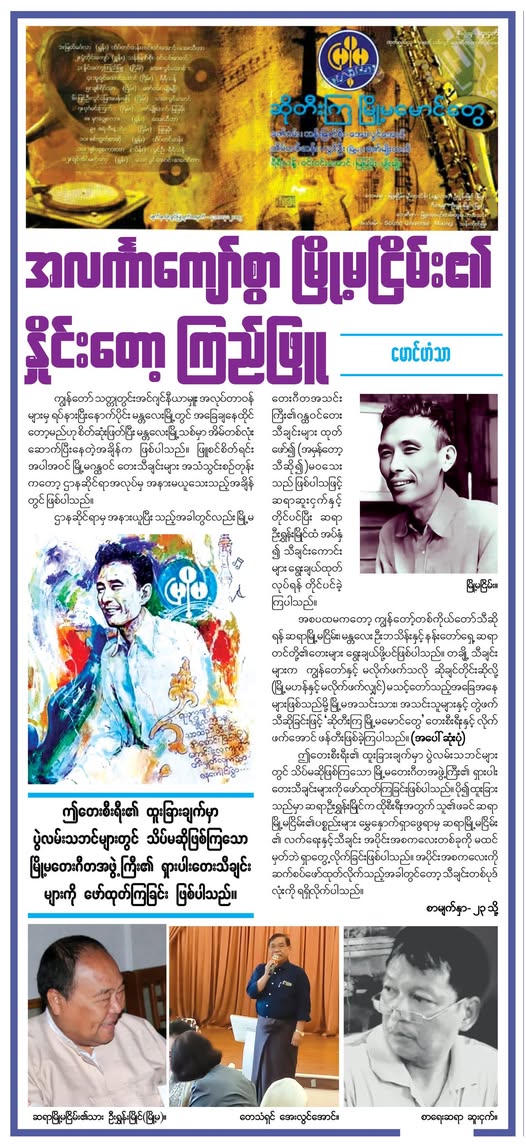 ဆိုတီးကြ မြို့မမောင်တွေ
အလင်္ကာကျော်စွာ မြို့မငြိမ်း၏
နှိုင်းတော့ ကြည်ဖြူ
မောင်ဟံသာ
ကျွန်တော် သတ္တုတွင်းအင်ဂျင်နီယာမှူး အလုပ်တာဝန်
များမှ ရပ်နားပြီးနောက်ပိုင်း မန္တလေးမြို့တွင် အခြေချနေထိုင်
တော့မည်ဟု စိတ်ဆုံးဖြတ်ပြီး မန္တလေးမြို့သစ်မှာ အိမ်တစ်လုံး
ဆောက်ပြီးနေတဲ့အချိန်က ဖြစ်ပါသည်။ ဖြူစင်စိတ်ရင်း
အပါအဝင် မြို့မဂန္ထဝင် တေးသီချင်းများ အသံသွင်းစဉ်တုန်း
ကတော့ ဌာနဆိုင်ရာအလုပ်မှ အနားမယူသေးသည့်အချိန်
တွင် ဖြစ်ပါသည်။
ဌာနဆိုင်ရာမှ အနားယူပြီး သည့်အခါတွင်လည်း မြို့မ
တေးဂီတအသင်း
ကြီး၏ဂန္ထဝင်တေး
သီချင်းများ ထုတ်
ဖော်၍ (အမှန်တော့
သီဆို၍) မဝသေး
သည် ဖြစ်ပါသဖြင့်
ဆရာဆူးငှက်နှင့်
တိုင်ပင်ပြီး ဆရာ
ဦးရွှန်းမြိုင်ထံ အပ်နှံ
၍ သီချင်းကောင်း
များ ရွေးချယ်ထုတ်
လုပ်ရန် တိုင်ပင်ခဲ့
ကြပါသည်။
မြို့မငြိမ်း။
အစပထမကတော့ ကျွန်တော့်တစ်ကိုယ်တော်သီဆို
ရန် ဆရာမြို့မငြိမ်း၊ မန္တလေး ဦးဘသိန်းနှင့် နန်းတော်ရှေ့ ဆရာ
တင်တို့၏တေးများ ရွေးချယ်ဖို့ပင်ဖြစ်ပါသည်။ တချို့ သီချင်း
များက ကျွန်တော်နှင့် မလိုက်ဖက်သလို ဆိုချင်တိုင်းဆိုလို့
(မြို့မဟန်နှင့်မလိုက်ဖက်လျှင်) မသင့်တော်သည့်အခြေအနေ
များဖြစ်သည်မို့ မြို့မအသင်းသား၊ အသင်းသူများနှင့် တွဲဖက်
သီဆိုခြင်းဖြင့် ‘ဆိုတီးကြ မြို့မမောင်တွေ’ တေးစီးရီးနှင့် လိုက်
ဖက်အောင် ဖန်တီးဖြစ်ခဲ့ကြပါသည်။ (အပေါ်ဆုံးပုံ)
ဤတေးစီးရီး၏ ထူးခြားချက်မှာ ပွဲလမ်းသဘင်များ
တွင် သိပ်မဆိုဖြစ်ကြသော မြို့မတေးဂီတအဖွဲ့ကြီး၏ ရှားပါး
တေးသီချင်းများကို ဖော်ထုတ်ကြခြင်းဖြစ်ပါသည်။ ပို၍ထူးခြား
သည်မှာ ဆရာဦးရွှန်းမြိုင်က ထိုစီးရီးအတွက် သူ၏ဖခင် ဆရာ
မြို့မငြိမ်း၏ပစ္စည်းများ မွှေနှောက်ရှာဖွေရာမှ ဆရာမြို့မငြိမ်း
၏ လက်ရေးနှင့်သီချင်း အပိုင်းအစကလေးတစ်ခုကို မထင်
မှတ်ဘဲ ရှာတွေ့လိုက်ခြင်းဖြစ်ပါသည်။ အပိုင်းအစကလေးကို
ဆက်စပ်ဖော်ထုတ်လိုက်သည့်အခါတွင်တော့ သီချင်းတစ်ပုဒ်
လုံးကို ရရှိလိုက်ပါသည်။
စာမျက်နှာ- ၂၃ သို့
ဤတေးစီးရီး၏ ထူးခြားချက်မှာ
ပွဲလမ်းသဘင်များတွင် သိပ်မဆိုဖြစ်ကြသော
မြို့မတေးဂီတအဖွဲ့ကြီး၏ ရှားပါးတေးသီချင်း
များကို ဖော်ထုတ်ကြခြင်း ဖြစ်ပါသည်။
ဆရာမြို့မငြိမ်း၏သား ဦးရွှန်းမြိုင်(မြို့မ)။
တေးသံရှင် အေးလွင်အောင်။
စာရေးဆရာ ဆူးငှက်။